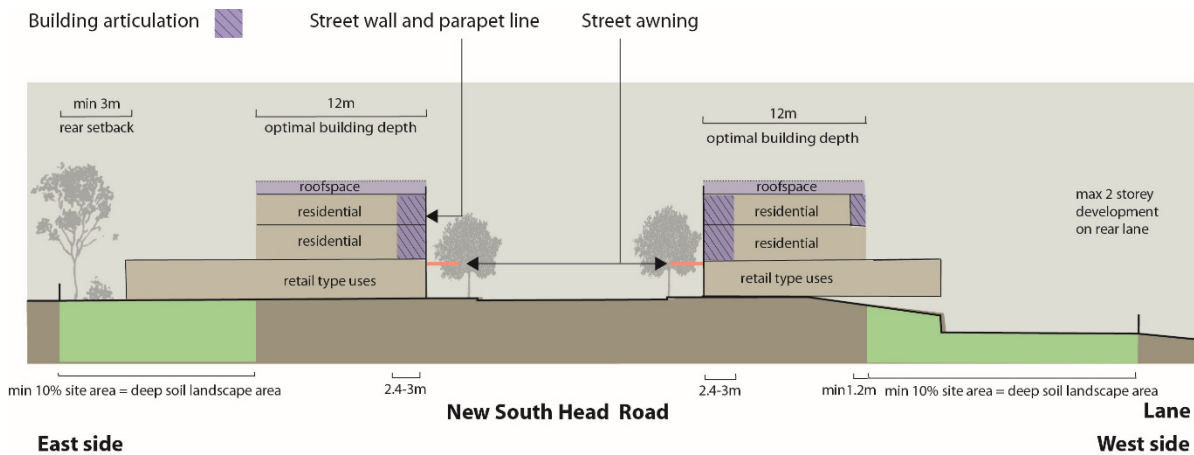 Building articulation
Street wall and parapet line
Street awning
min 3m
rear setback
12m
optimal building depth
12m
optimal building depth
roofspace
residential
residential
retail type uses
roofspace
residential
residential
retail type uses
max 2 storey
development
on rear lane
min 10% site area = deep soil landscape area
2.4-3m
2.4-3m
min1.2m
min 10% site area = deep soil landscape area
New South Head Road
Lane
East side
West side